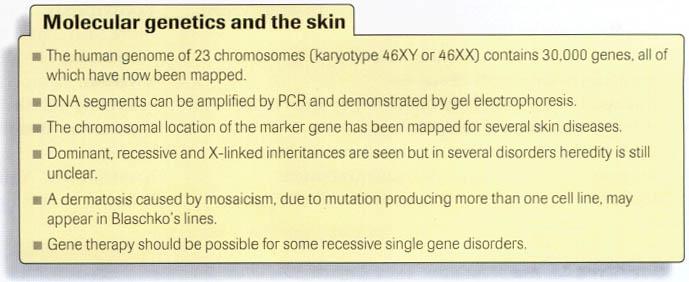 Molecular genetics and the skin
■ The human genome of 23 chromosomes (karyotype 46XY or 46XX) contains 30,000 genes, all of
which have now been mapped.
■ DNA segments can be amplified by PCR and demonstrated by gel electrophoresis.
■ The chromosomal location of the marker gene has been mapped for several skin diseases.
■ Dominant, recessive and X-linked inheritances are seen but in several disorders heredity is still
unclear.
■ A dermatosis caused by mosaicism, due to mutation producing more than one cell line, may
appear in Blaschko's lines.
■ Gene therapy should be possible for some recessive single gene disorders.